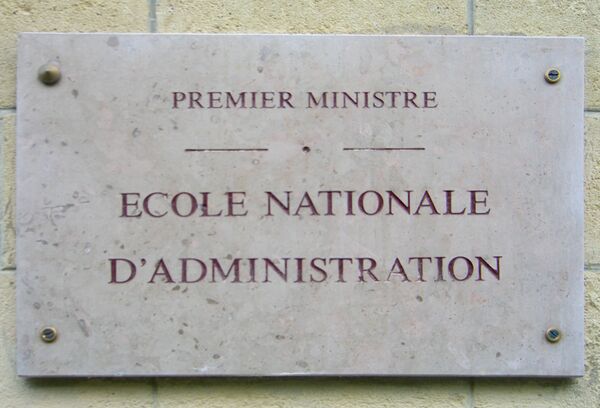 PREMIER MINISTRE
ECOLE NATIONALE
D'ADMINISTRATION